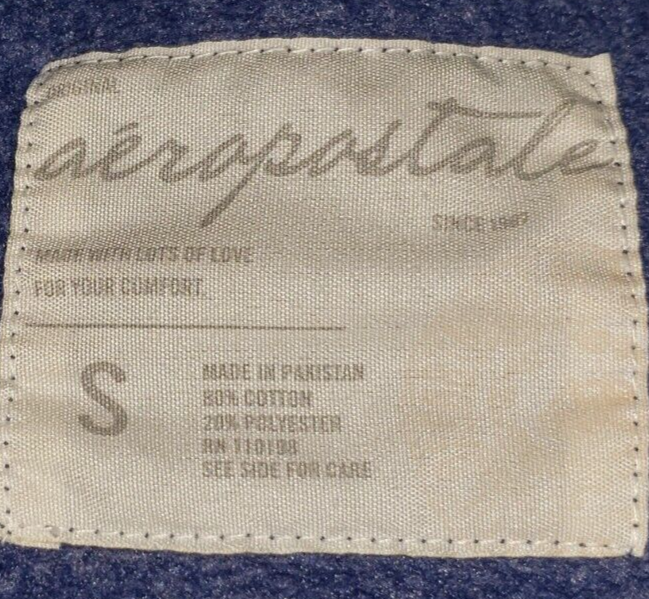 ORIGINAL
aéropostale
SINCE 1987
MADE WITH LOTS OF LOVE
FOR YOUR COMFORT.
S
MADE IN PAKISTAN
80% COTTON
20% POLYESTER
RN 110198
SEE SIDE FOR CARE